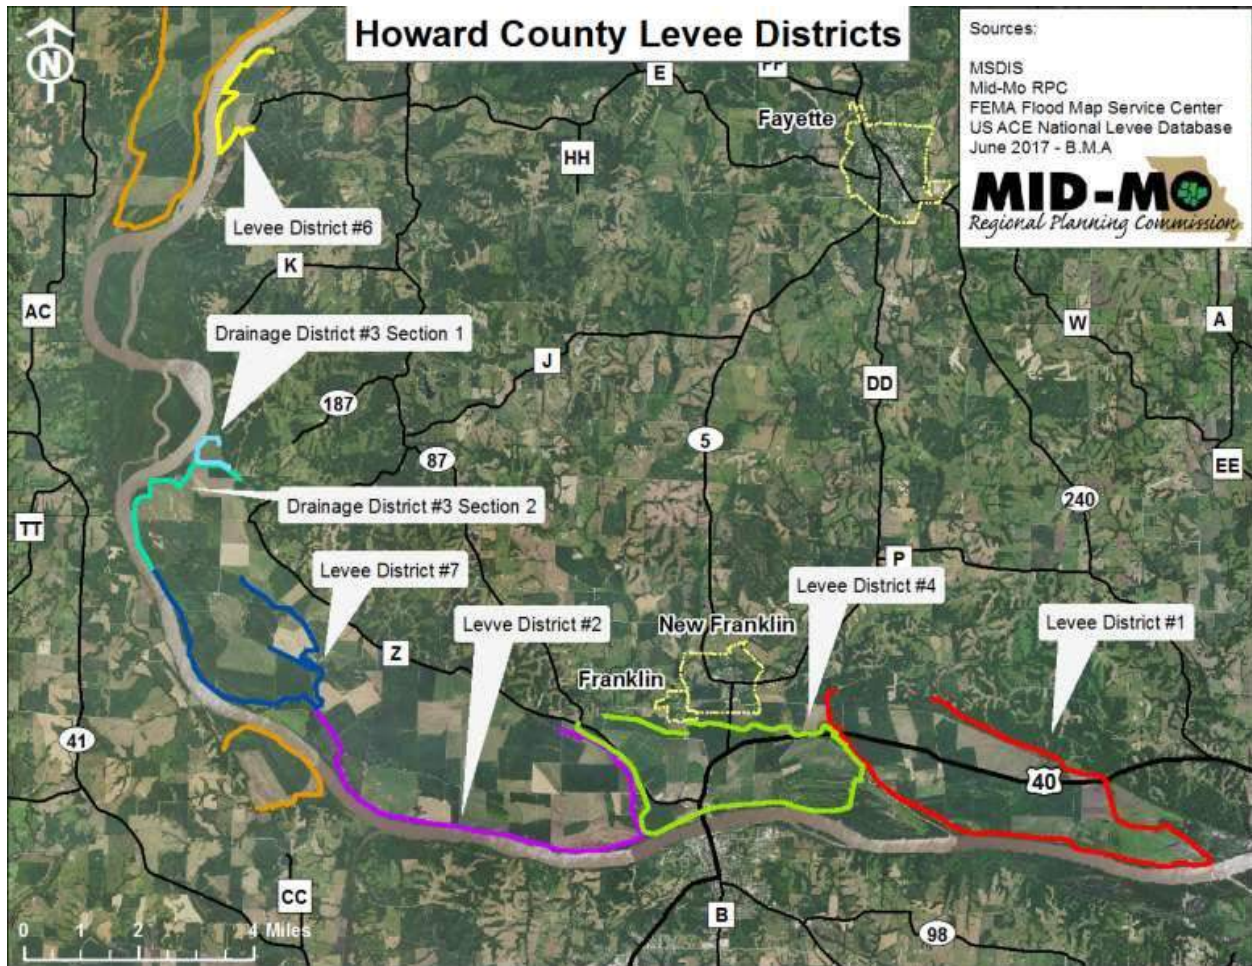 Howard County Levee Districts
N
Sources:
MSDIS
Mid-Mo RPC
FEMA Flood Map Service Center
US ACE National Levee Database
June 2017 - B.M.A
MID-MO
Regional Planning Commission
E
Fayette
HH
Levee District #6
K
AC
W
A
Drainage District #3 Section 1
J
DD
187
5
87
EE
240
Drainage District #3 Section 2
TT
P
Levee District #7
Levee District #4
Levve District #2
New Franklin
Levee District #1
Z
Franklin
41
40
CC
B
98
0 1 2 4 Miles